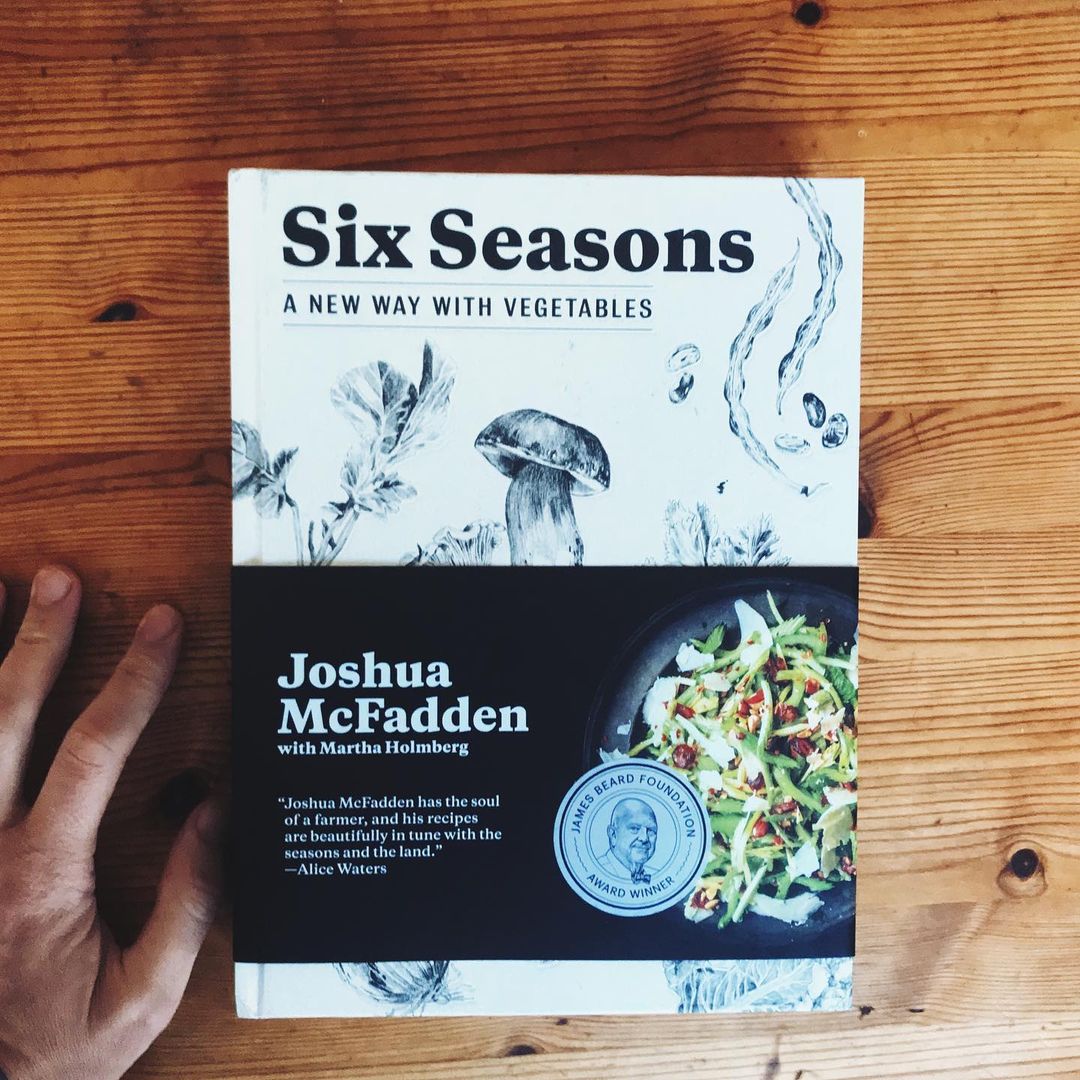 Six Seasons
A NEW WAY WITH VEGETABLES
Joshua
McFadden
with Martha Holmberg
“Joshua McFadden has the soul
of a farmer, and his recipes
are beautifully in tune with the
seasons and the land.”
—Alice Waters
JAMES BEARD FOUNDATION
AWARD WINNER